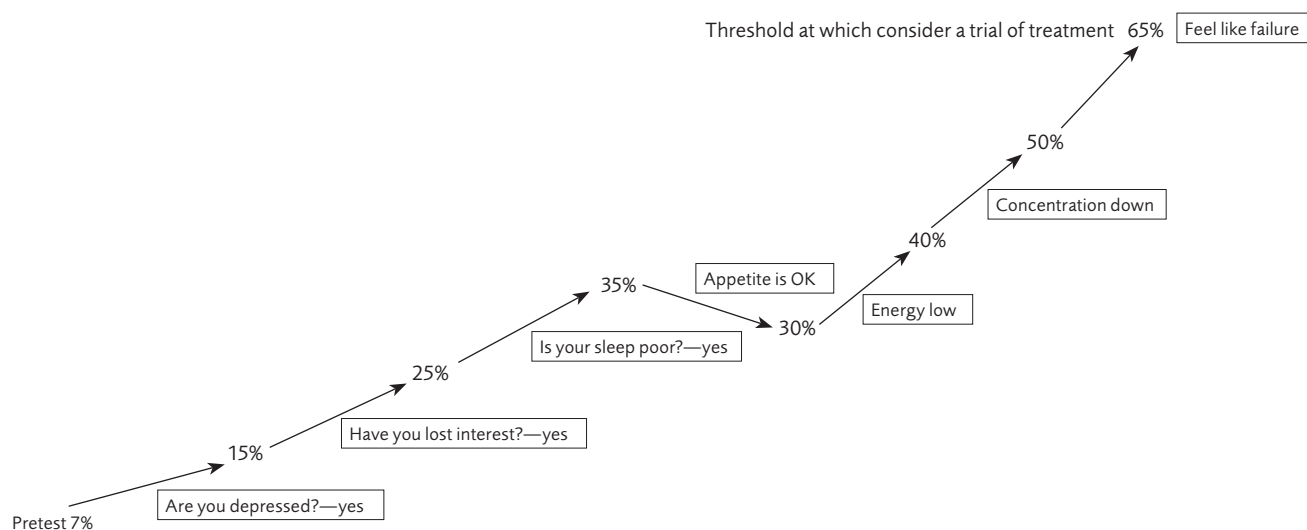 Threshold at which consider a trial of treatment 65% Feel like failure
50%
Concentration down
40%
Appetite is OK
35%
Energy low
30%
Is your sleep poor?—yes
25%
Have you lost interest?—yes
15%
Are you depressed?—yes
Pretest 7%